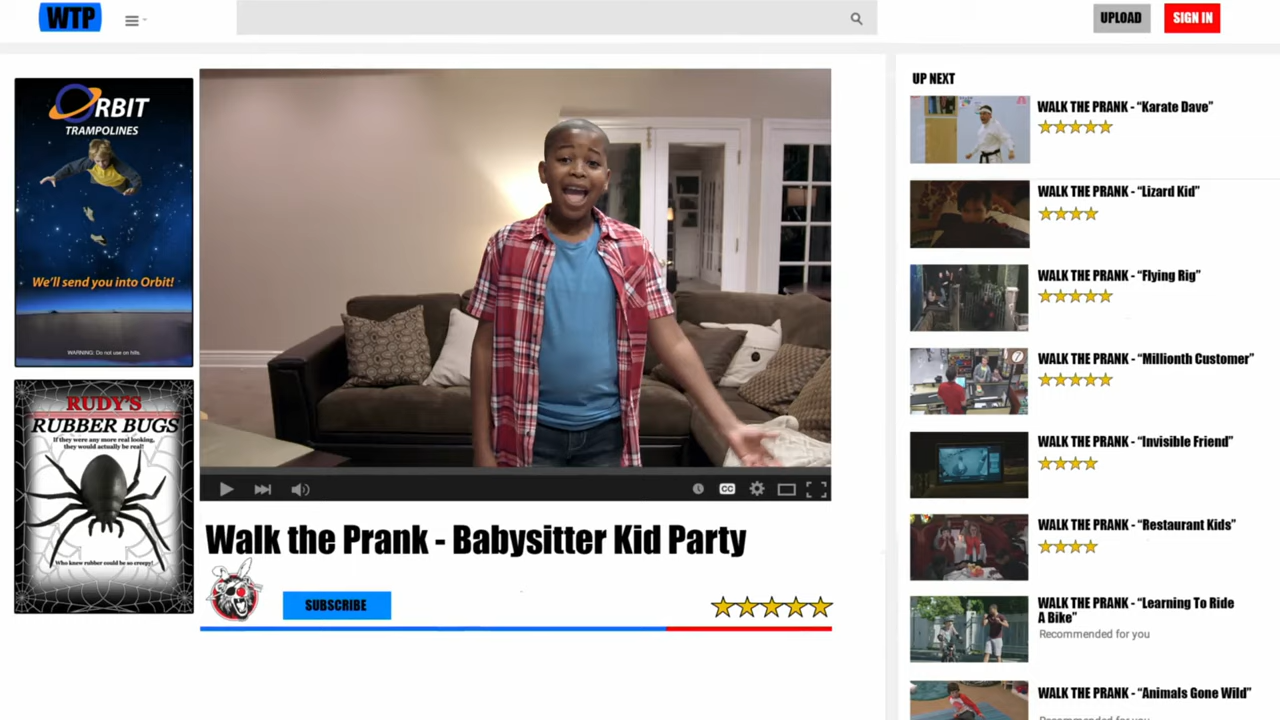 WTP
UPLOAD
SIGN IN
ORBIT
TRAMPOLINES
We'll send you into Orbit!
WARNING: Do not use on hills.
RUDY'S
RUBBER BUGS
If they were any more real looking,
they would actually be real!
Who knew rubber could be so creepy!
CC
Walk the Prank - Babysitter Kid Party
SUBSCRIBE
UP NEXT
WALK THE PRANK - “Karate Dave”
WALK THE PRANK - “Lizard Kid”
WALK THE PRANK - “Flying Rig”
WALK THE PRANK - “Millionth Customer”
WALK THE PRANK - “Invisible Friend”
WALK THE PRANK - “Restaurant Kids”
WALK THE PRANK - “Learning To Ride
A Bike”
Recommended for you
WALK THE PRANK - “Animals Gone Wild”
Recommended for you